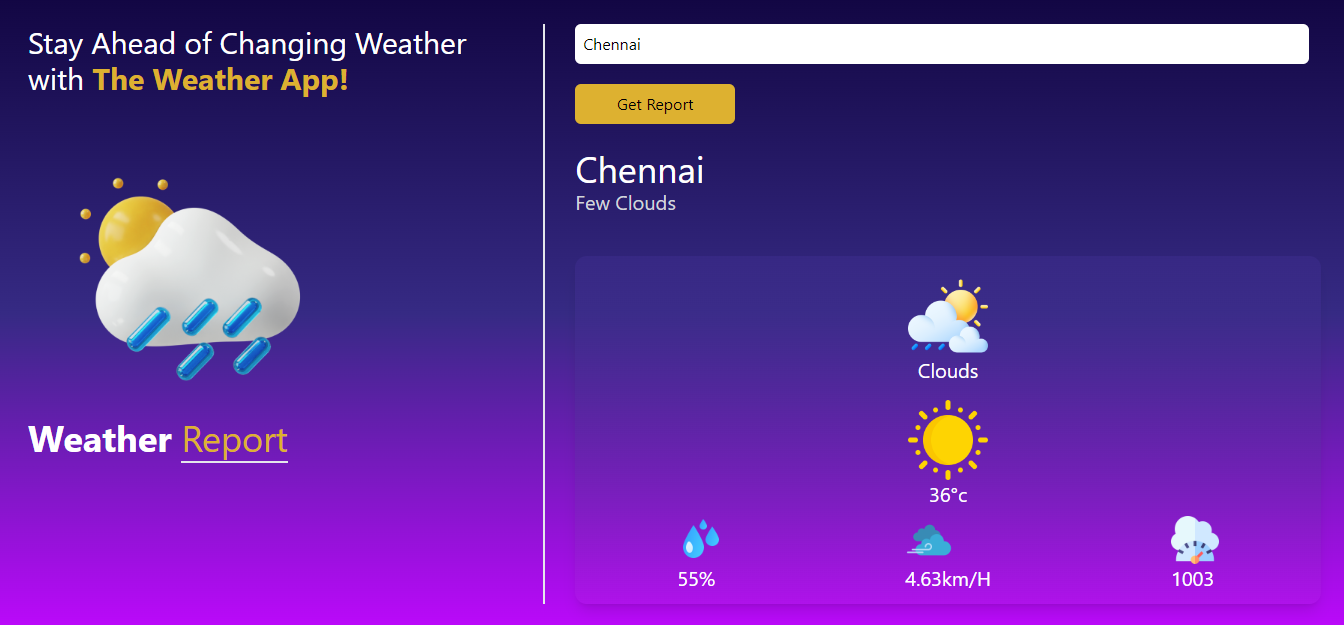 Stay Ahead of Changing Weather
with The Weather App!
Weather Report
Chennai
Get Report
Chennai
Few Clouds
Clouds
36°c
55%
4.63km/H
1003